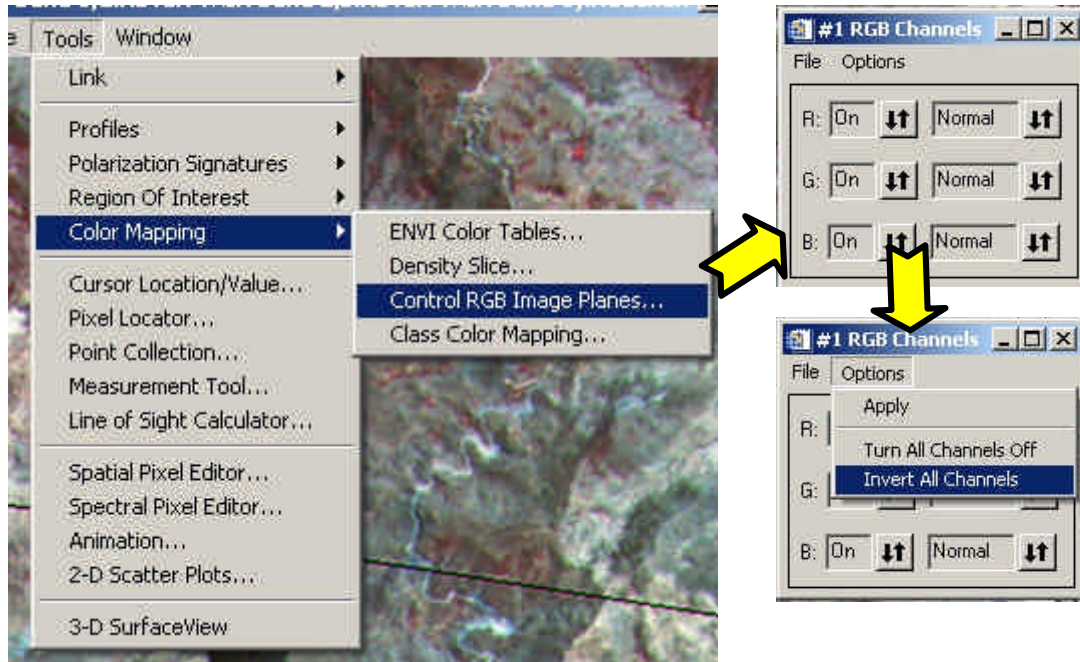 Tools Window
Link
Profiles
Polarization Signatures
Region Of Interest
Color Mapping
Cursor Location/Value...
Pixel Locator...
Point Collection...
Measurement Tool...
Line of Sight Calculator...
Spatial Pixel Editor...
Spectral Pixel Editor...
Animation...
2-D Scatter Plots...
3-D SurfaceView
ENVI Color Tables...
Density Slice...
Control RGB Image Planes...
Class Color Mapping...
#1 RGB Channels
File Options
R: On Normal
G: On Normal
B: On Normal
#1 RGB Channels
File Options
Apply
Turn All Channels Off
Invert All Channels
R:
G:
B: On Normal